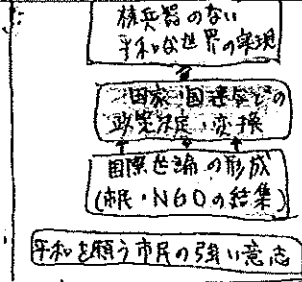 核兵器のない
平和な世界の実現
国家・国連などの
政策決定・変換
国際世論の形成
(市民・NGOの結集)
平和を願う市民の強い意志